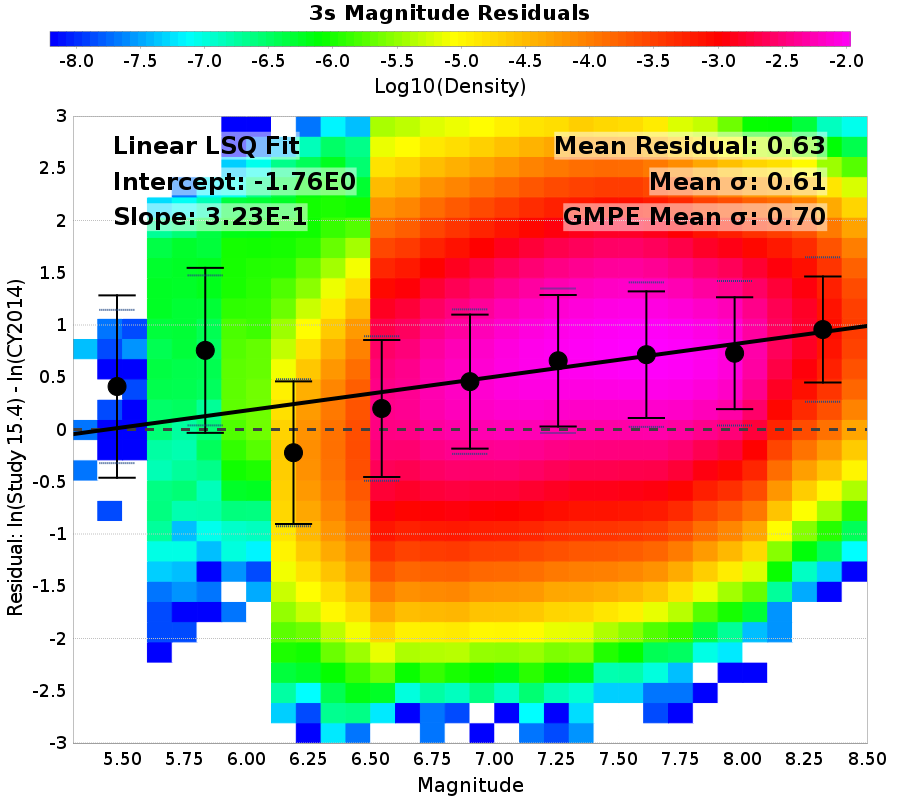 3s Magnitude Residuals
-8.0 -7.5 -7.0 -6.5 -6.0 -5.5 -5.0 -4.5 -4.0 -3.5 -3.0 -2.5 -2.0
Log10(Density)
Linear LSQ Fit
Intercept: -1.76E0
Slope: 3.23E-1
Mean Residual: 0.63
Mean σ: 0.61
GMPE Mean σ: 0.70
Residual: ln(Study 15.4) - ln(CY2014)
3
2.5
2
1.5
1
0.5
0
-0.5
-1
-1.5
-2
-2.5
-3
5.50 5.75 6.00 6.25 6.50 6.75 7.00 7.25 7.50 7.75 8.00 8.25 8.50
Magnitude